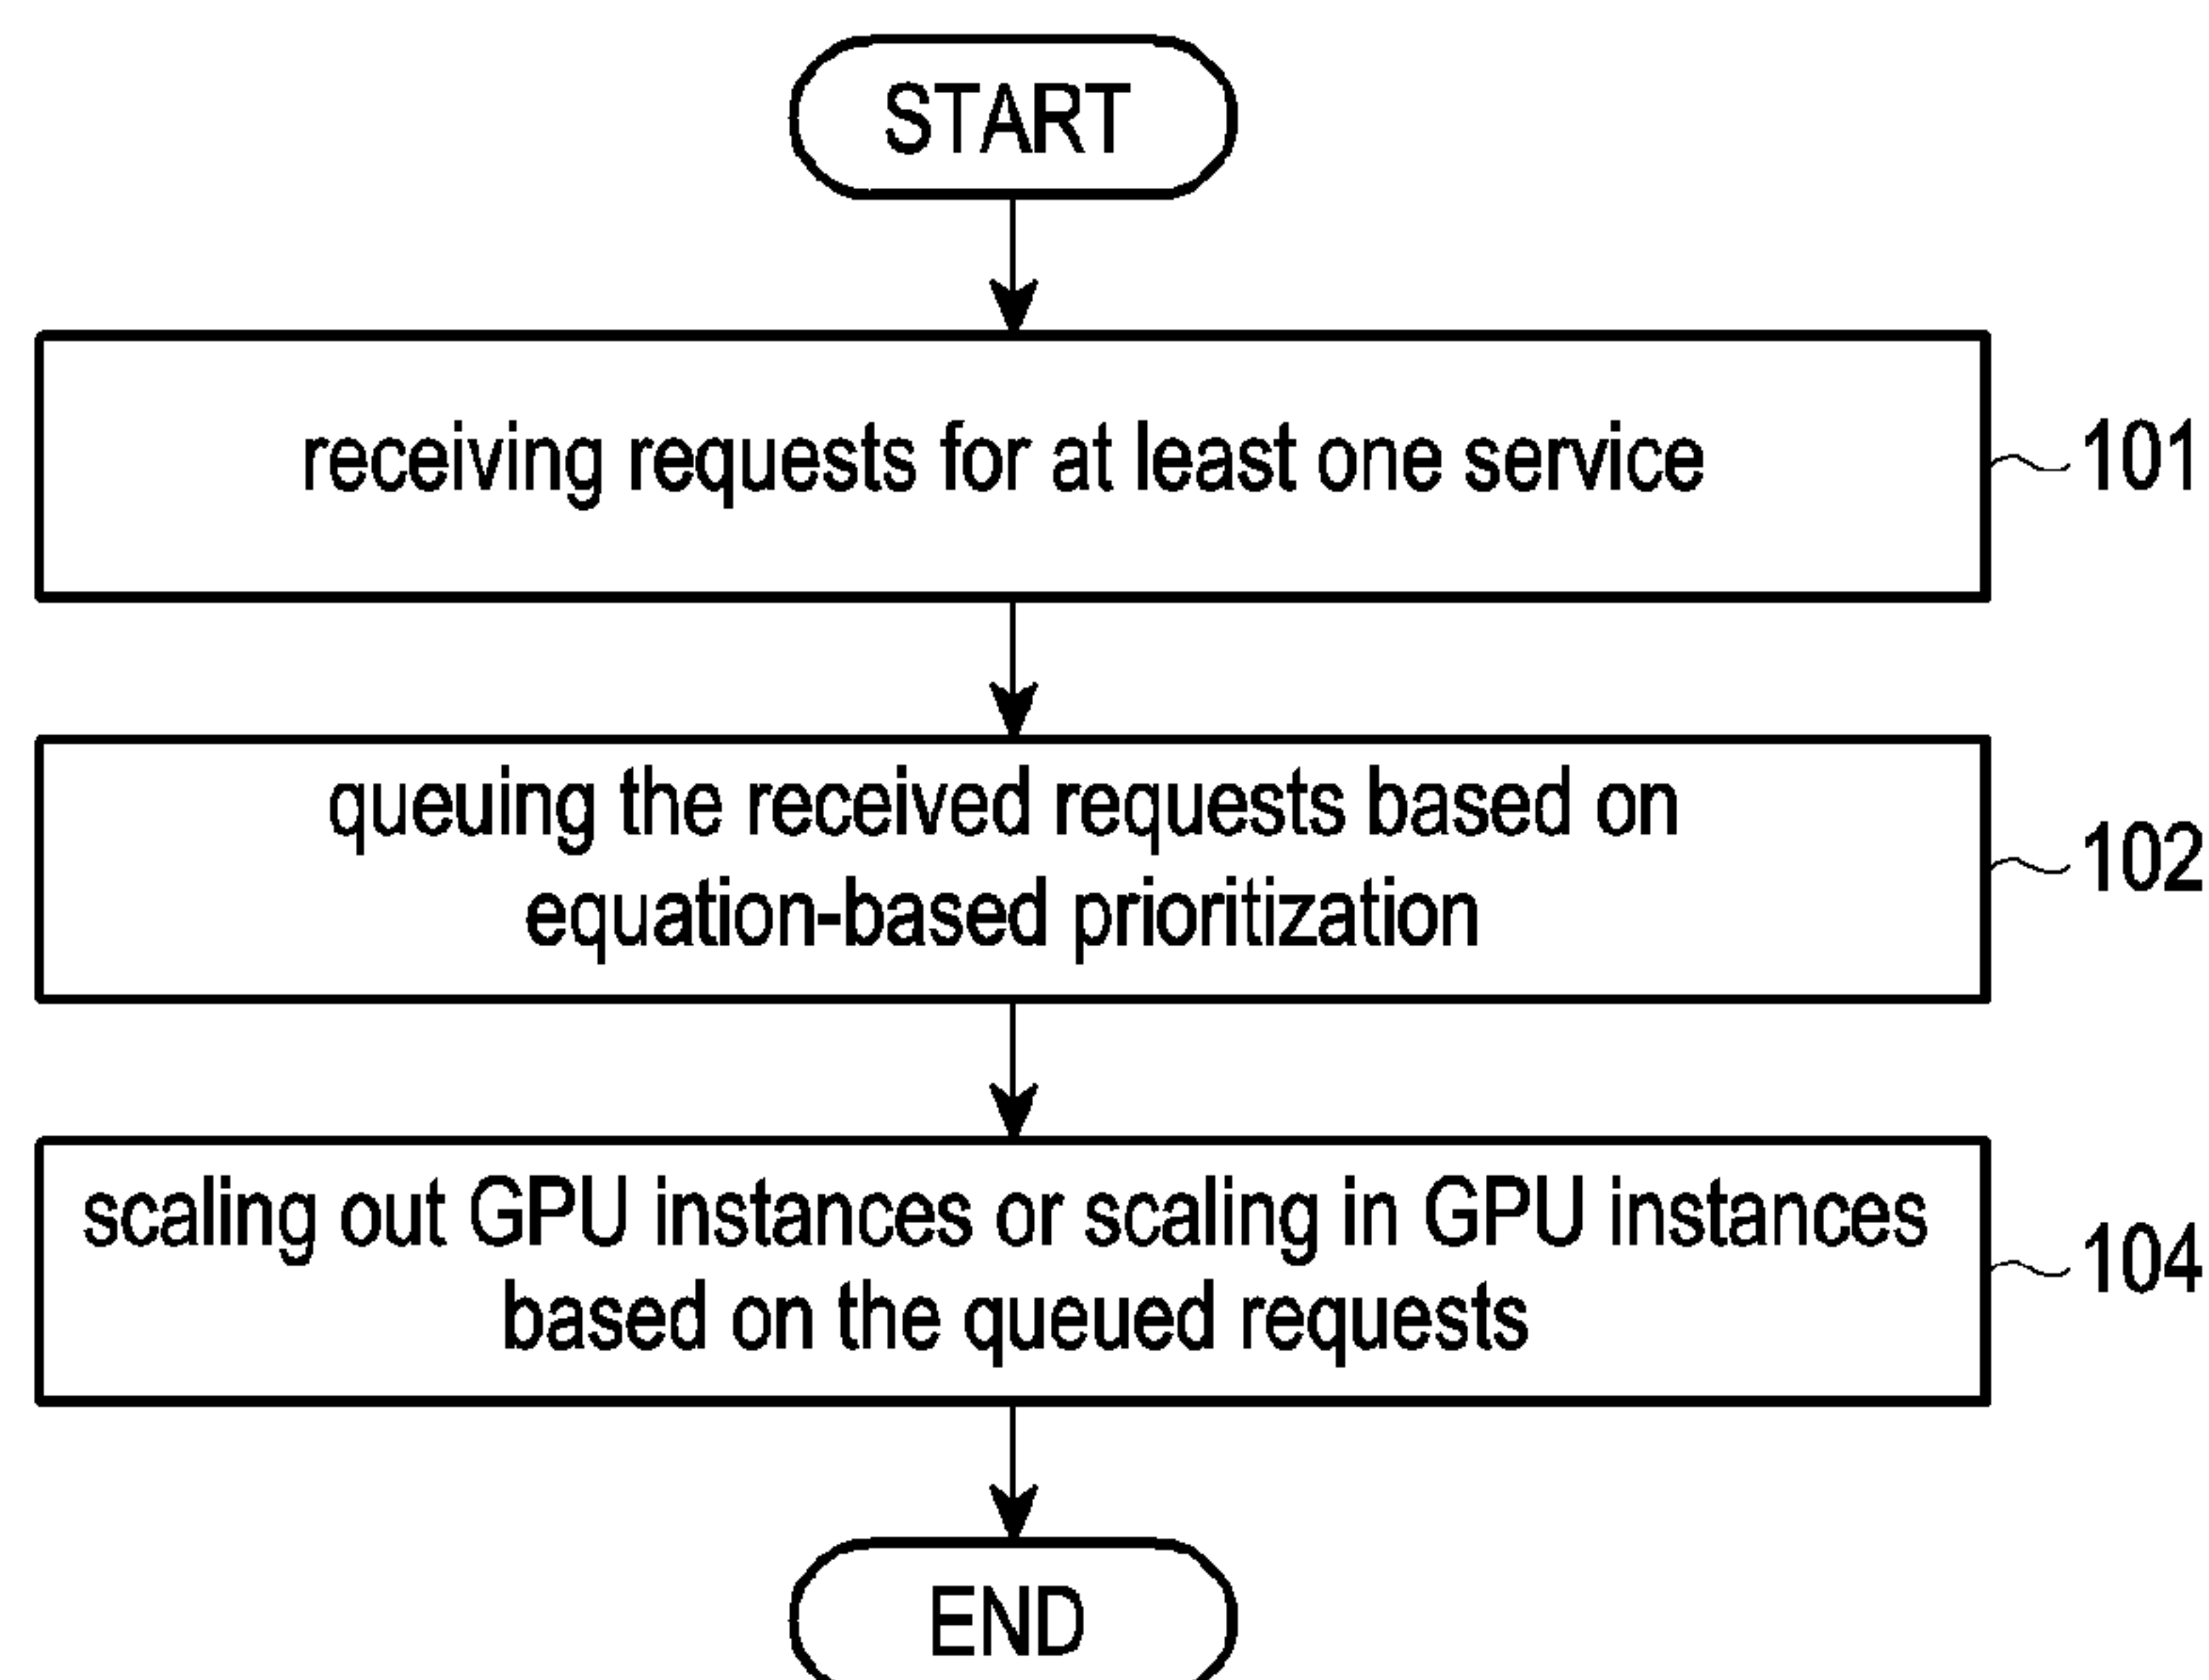 START
receiving requests for at least one service
101
queuing the received requests based on
equation-based prioritization
102
scaling out GPU instances or scaling in GPU instances
based on the queued requests
104
END